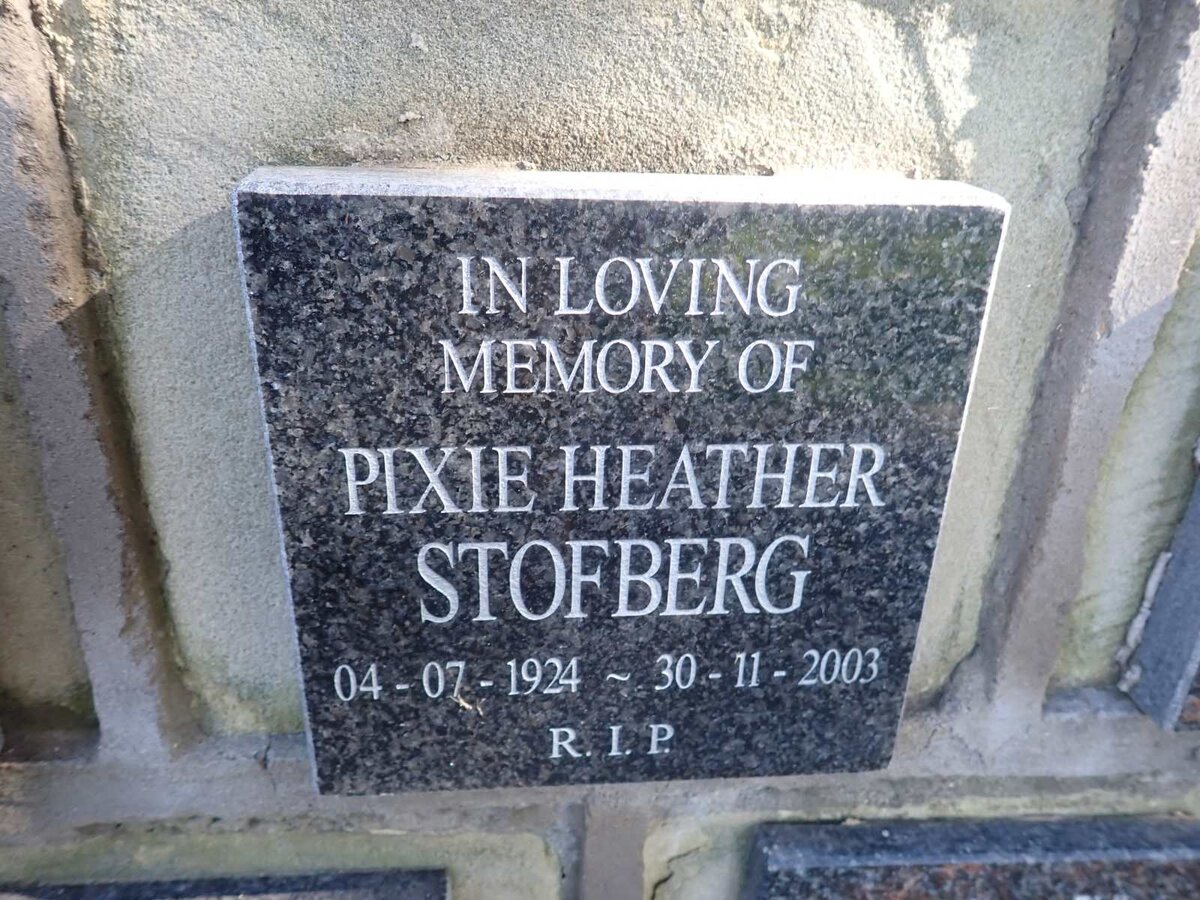 IN LOVING
MEMORY OF
PIXIE HEATHER
STOFBERG
04 - 07 - 1924 ~ 30 - 11 - 2003
R. I. P.